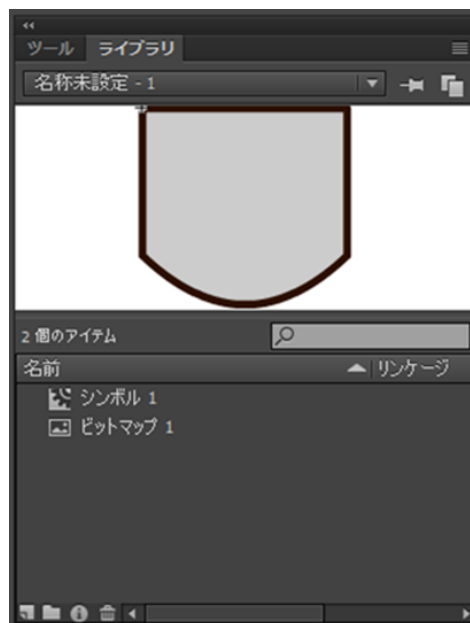 ツール ライブラリ
名称未設定 - 1
2 個のアイテム
名前 リンケージ
シンボル 1
ビットマップ 1